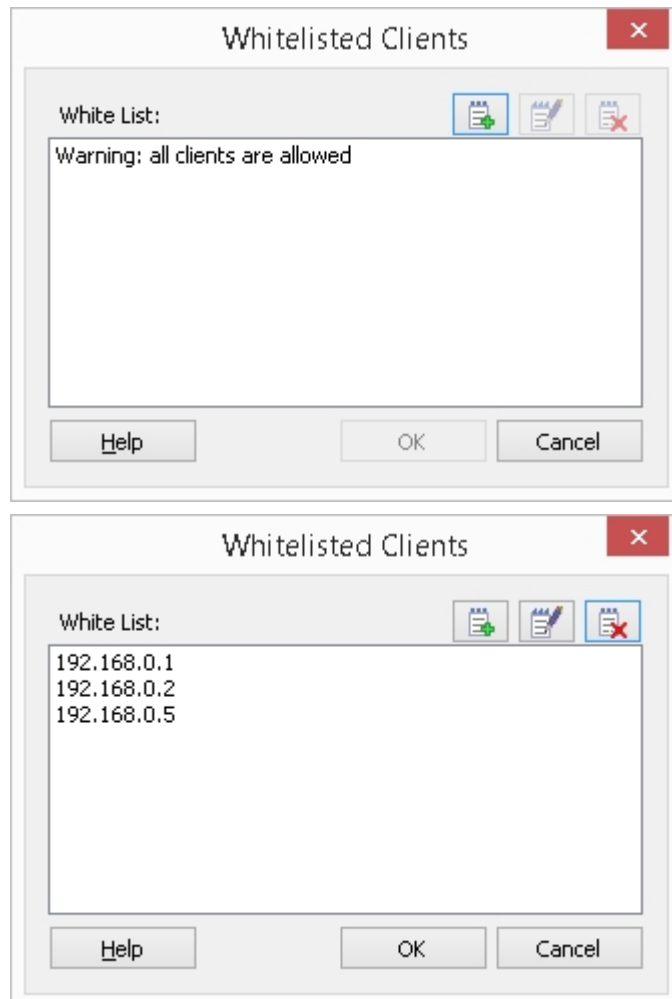 Whitelisted Clients
White List:
Warning: all clients are allowed
Help OK Cancel
Whitelisted Clients
White List:
192.168.0.1
192.168.0.2
192.168.0.5
Help OK Cancel